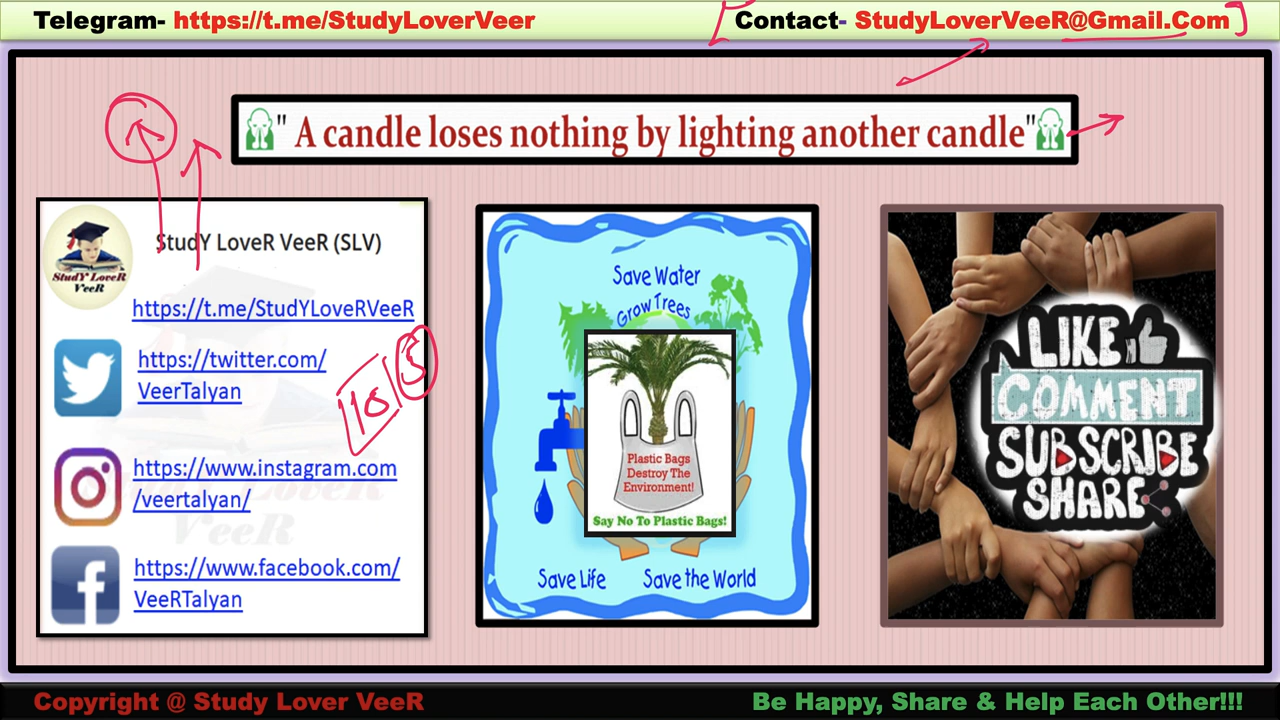 Telegram- https://t.me/StudyLoverVeer
Contact- StudyLoverVeeR@Gmail.Com
" A candle loses nothing by lighting another candle"
StudY LoveR VeeR (SLV)
StudY LoveR
VeeR
https://t.me/StudYLoveRVeeR
https://twitter.com/
VeerTalyan
https://www.instagram.com
/veertalyan/
https://www.facebook.com/
VeeRTalyan
Save Water
Grow Trees
Plastic Bags
Destroy The
Environment!
Say No To Plastic Bags!
Save Life
Save the World
LIKE
COMMENT
SUBSCRIBE
SHARE
Copyright @ Study Lover VeeR
Be Happy, Share & Help Each Other!!!